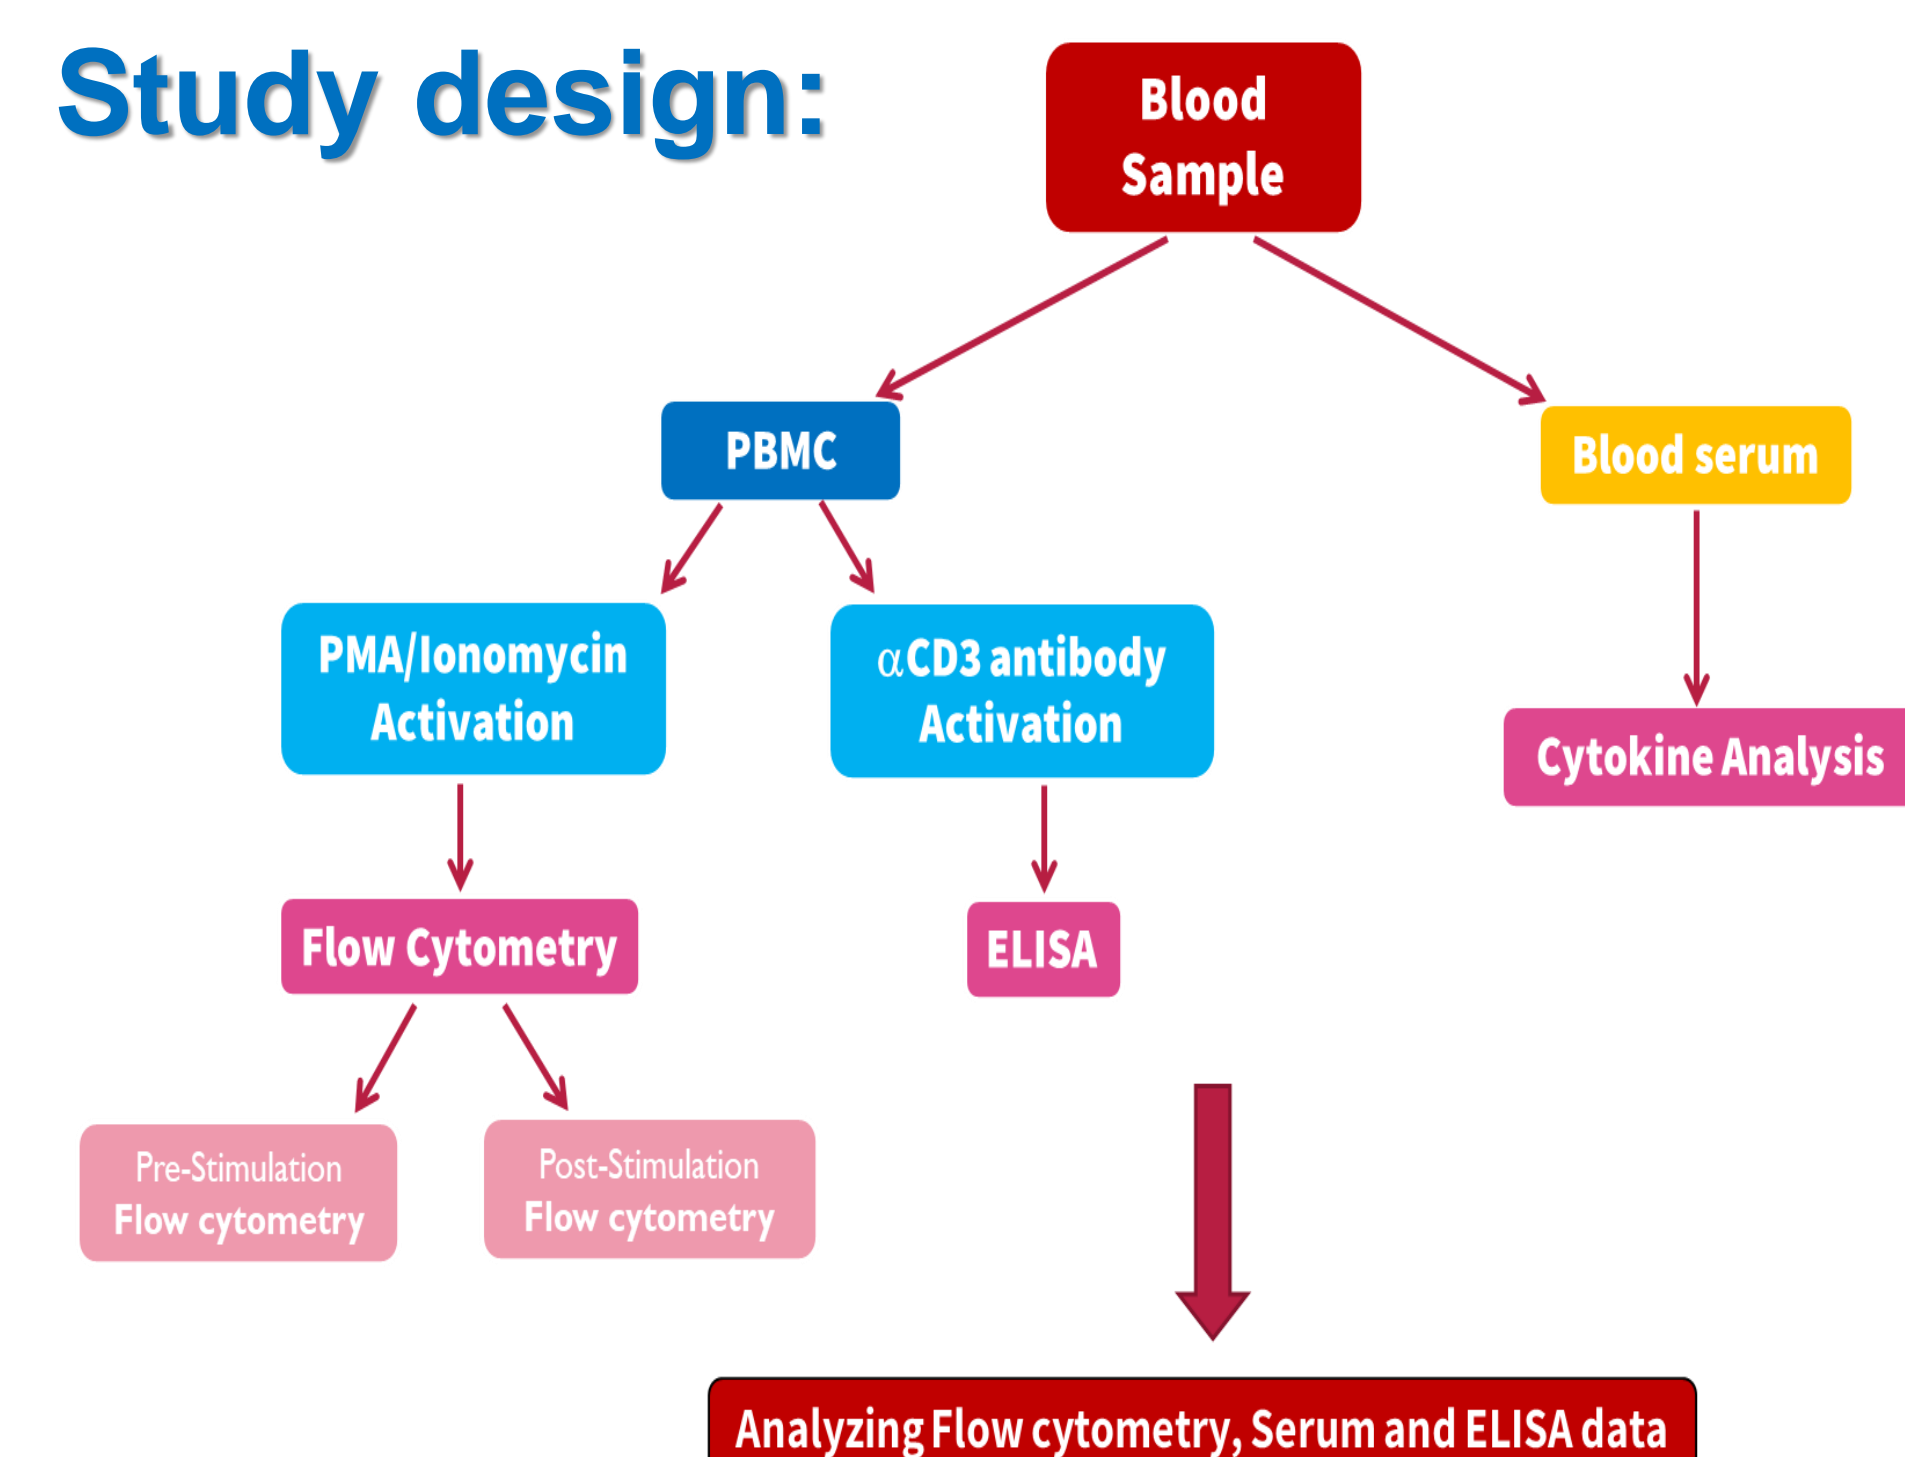 Study design:
Blood
Sample
PBMC
Blood serum
PMA/Ionomycin
Activation
αCD3 antibody
Activation
Cytokine Analysis
Flow Cytometry
ELISA
Pre-Stimulation
Flow cytometry
Post-Stimulation
Flow cytometry
Analyzing Flow cytometry, Serum and ELISA data